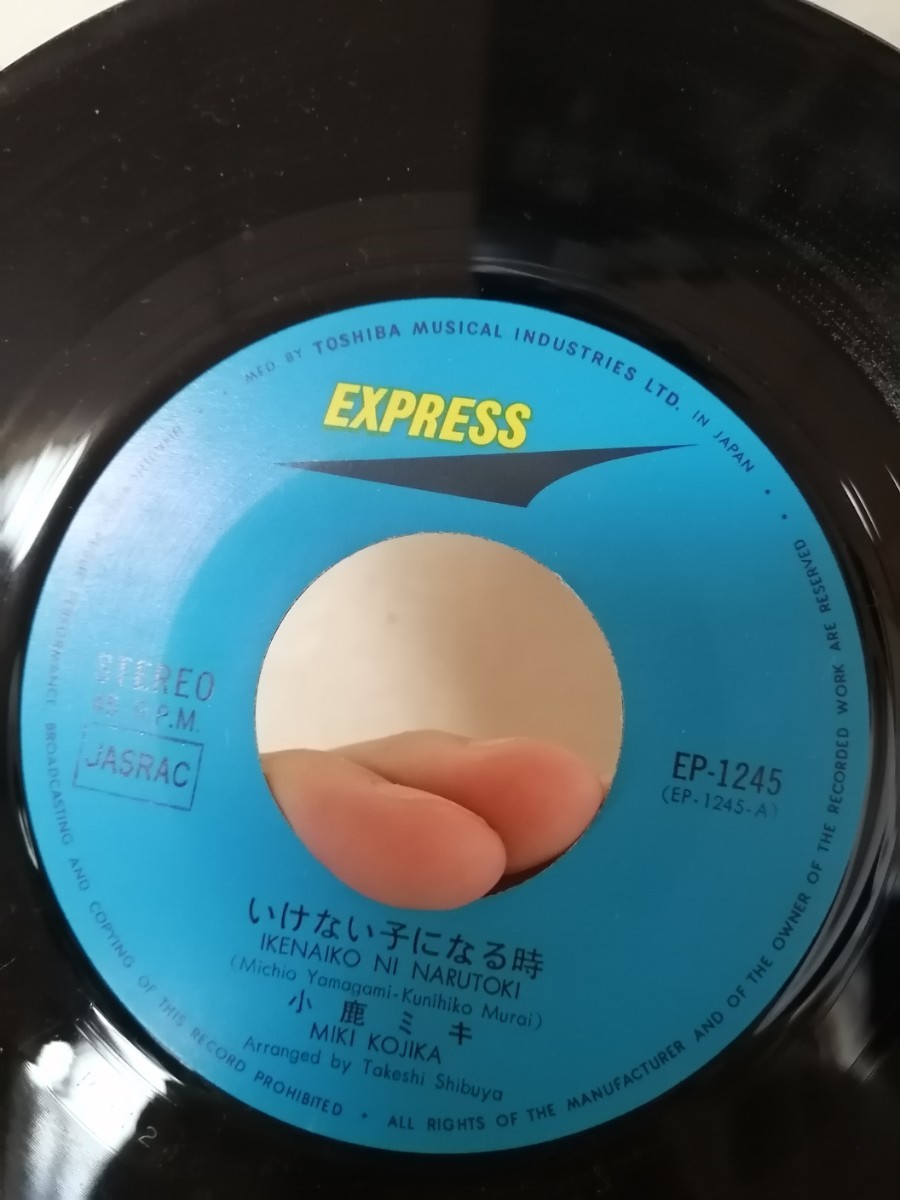 MFD BY TOSHIBA MUSICAL INDUSTRIES LTD. IN JAPAN
EXPRESS
STEREO
45 R.P.M.
JASRAC
EP-1245
(EP-1245-A)
いけない子になる時
IKENAIKO NI NARUTOKI
(Michio Yamagami-Kunihiko Murai)
小鹿ミキ
MIKI KOJIKA
Arranged by Takeshi Shibuya
ALL RIGHTS OF THE MANUFACTURER AND OF THE OWNER OF THE RECORDED WORK ARE RESERVED
PERFORMANCE BROADCASTING AND COPYING OF THIS RECORD PROHIBITED